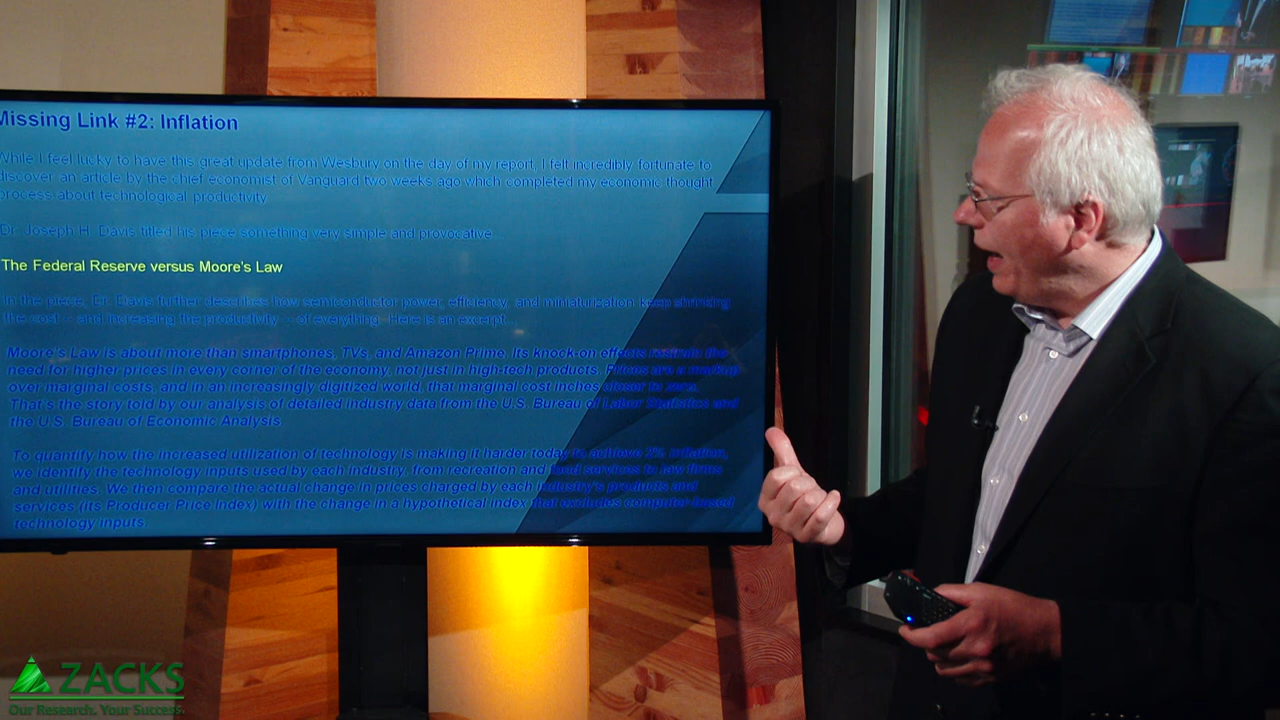 Missing Link #2: Inflation
While I feel lucky to have this great update from Wesbury on the day of my report, I felt incredibly fortunate to
discover an article by the chief economist of Vanguard two weeks ago which completed my economic thought
process about technological productivity.
Dr. Joseph H. Davis titled his piece something very simple and provocative...
The Federal Reserve versus Moore's Law
In the piece, Dr. Davis further describes how semiconductor power, efficiency, and miniaturization keep shrinking
the cost -- and increasing the productivity -- of everything. Here is an excerpt...
Moore's Law is about more than smartphones, TVs, and Amazon Prime. Its knock-on effects restrain the
need for higher prices in every corner of the economy, not just in high-tech products. Prices are a markup
over marginal costs, and in an increasingly digitized world, that marginal cost inches closer to zero.
That's the story told by our analysis of detailed industry data from the U.S. Bureau of Labor Statistics and
the U.S. Bureau of Economic Analysis.
To quantify how the increased utilization of technology is making it harder today to achieve 2% inflation,
we identify the technology inputs used by each industry, from recreation and food services to law firms
and utilities. We then compare the actual change in prices charged by each industry's products and
services (its Producer Price Index) with the change in a hypothetical index that excludes computer-based
technology inputs.
ZACKS
Our Research. Your Success.